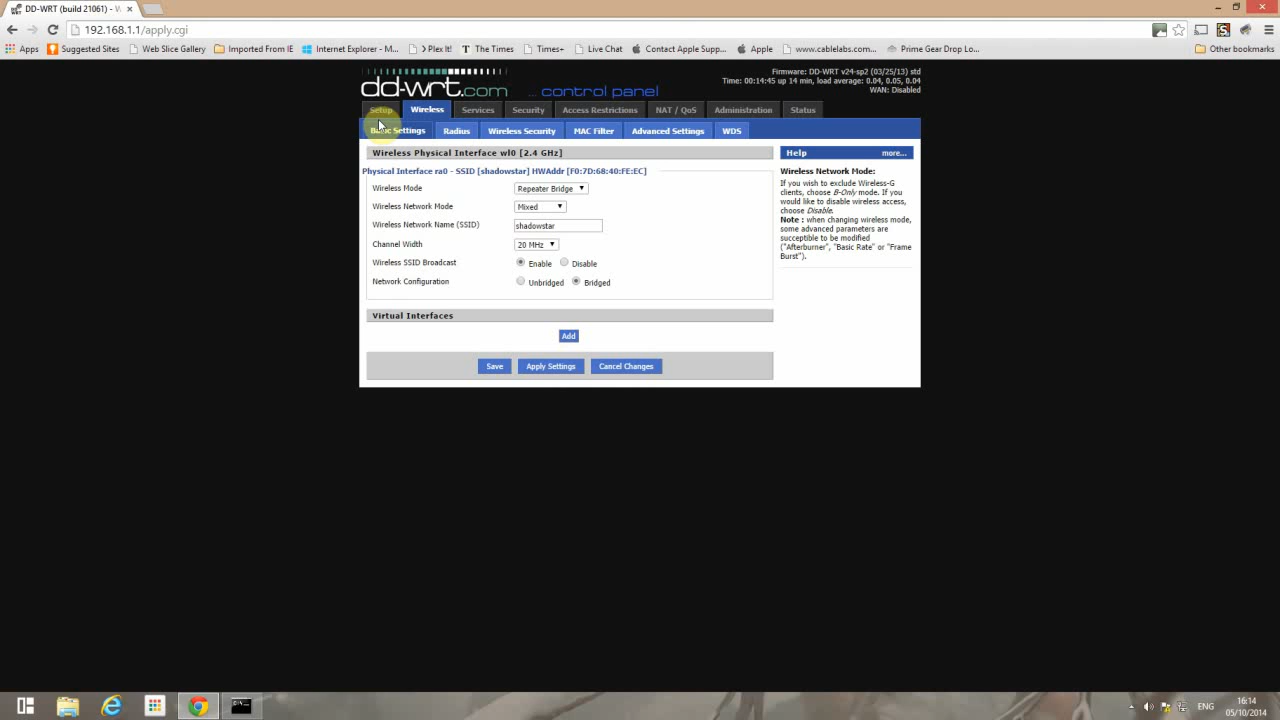 DD-WRT (build 21061) - W
192.168.1.1/apply.cgi
Apps Suggested Sites Web Slice Gallery Imported From IE Internet Explorer - M... Plex It! T The Times Times+ Live Chat Contact Apple Supp... Apple www.cablelabs.com... Prime Gear Drop Lo... Other bookmarks
Firmware: DD-WRT v24-sp2 (03/25/13) std
Time: 00:14:45 up 14 min, load average: 0.04, 0.05, 0.04
WAN: Disabled
dd-wrt.com ... control panel
Setup Wireless Services Security Access Restrictions NAT / QoS Administration Status
Basic Settings Radius Wireless Security MAC Filter Advanced Settings WDS
Wireless Physical Interface wl0 [2.4 GHz]
Physical Interface ra0 - SSID [shadowstar] HWAddr [F0:7D:68:40:FE:EC]
Wireless Mode Repeater Bridge
Wireless Network Mode Mixed
Wireless Network Name (SSID) shadowstar
Channel Width 20 MHz
Wireless SSID Broadcast Enable Disable
Network Configuration Unbridged Bridged
Virtual Interfaces
Add
Save Apply Settings Cancel Changes
Help more...
Wireless Network Mode:
If you wish to exclude Wireless-G
clients, choose B-Only mode. If you
would like to disable wireless access,
choose Disable.
Note : when changing wireless mode,
some advanced parameters are
succeptible to be modified
("Afterburner", "Basic Rate" or "Frame
Burst").
ENG
16:14
05/10/2014